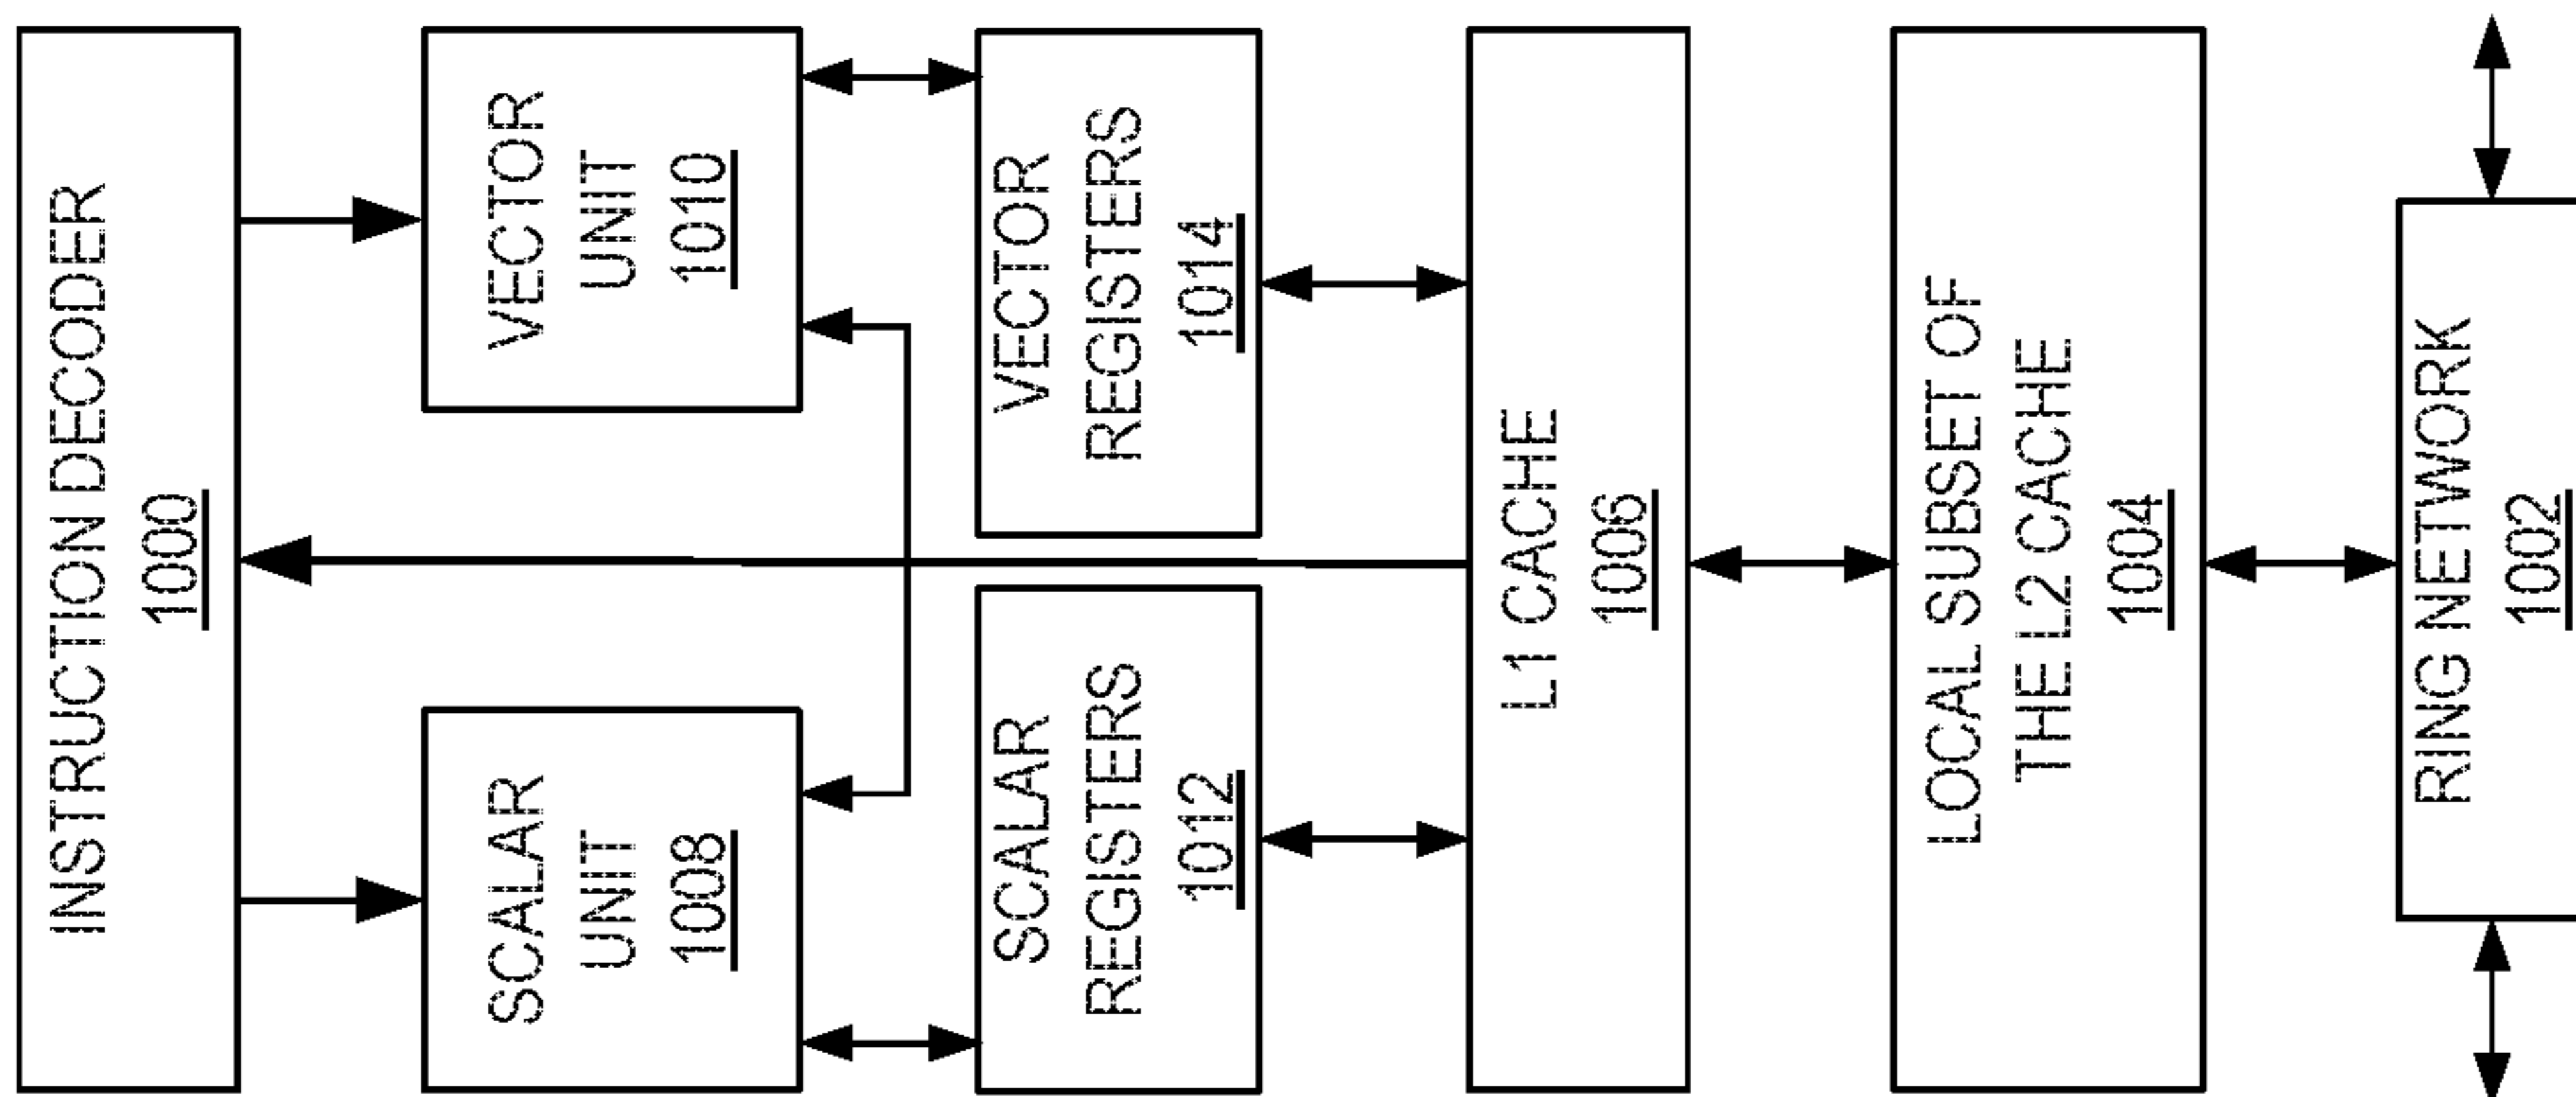 INSTRUCTION DECODER
1000
SCALAR
UNIT
1008
VECTOR
UNIT
1010
SCALAR
REGISTERS
1012
VECTOR
REGISTERS
1014
L1 CACHE
1006
LOCAL SUBSET OF
THE L2 CACHE
1004
RING NETWORK
1002